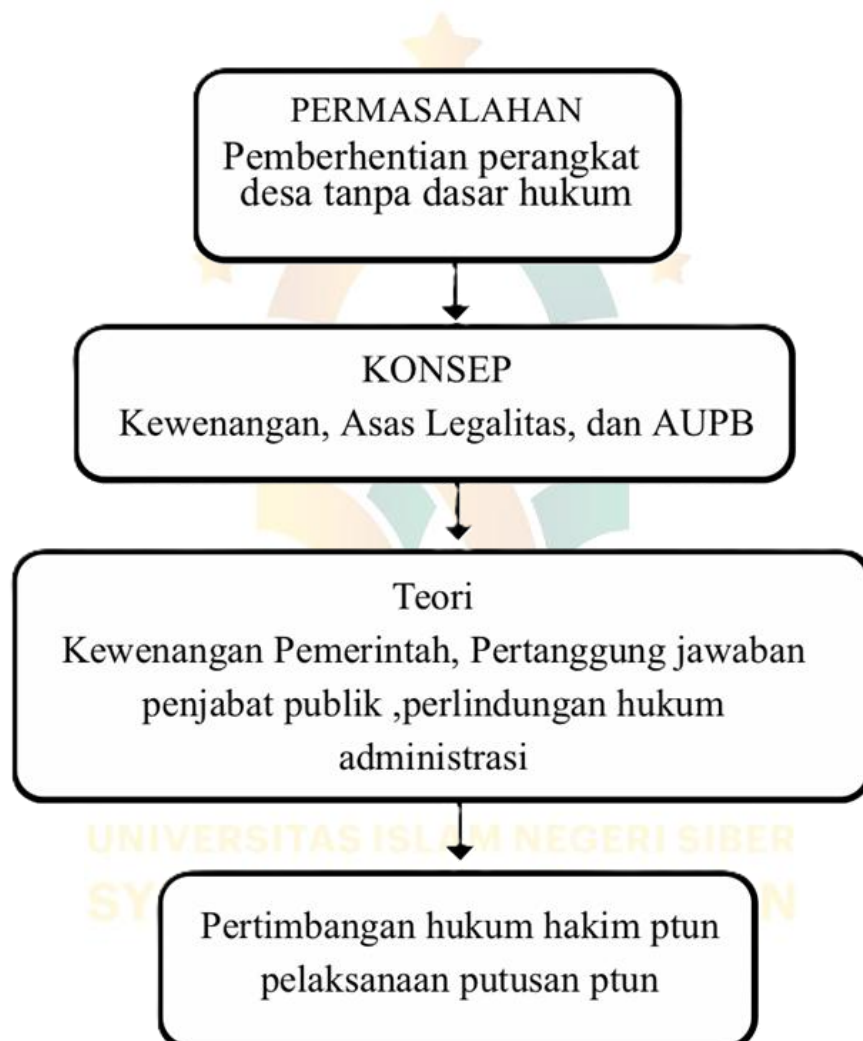 PERMASALAHAN
Pemberhentian perangkat
desa tanpa dasar hukum
KONSEP
Kewenangan, Asas Legalitas, dan AUPB
Teori
Kewenangan Pemerintah, Pertanggung jawaban
penjabat publik ,perlindungan hukum
administrasi
UNIVERSITAS ISLAM NEGERI SIBER
Pertimbangan hukum hakim ptun
pelaksanaan putusan ptun